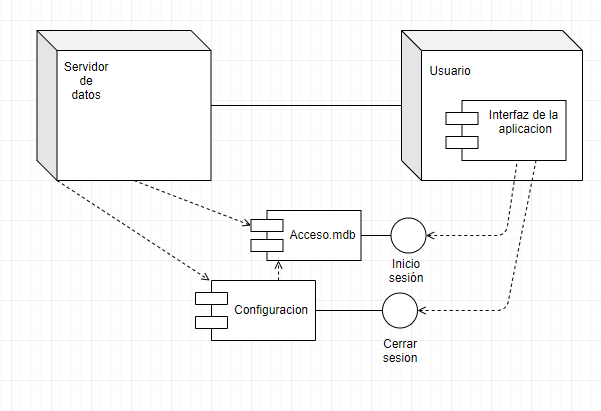 Servidor
de
datos
Usuario
Interfaz de la
aplicacion
Acceso.mdb
Inicio
sesión
Configuracion
Cerrar
sesion